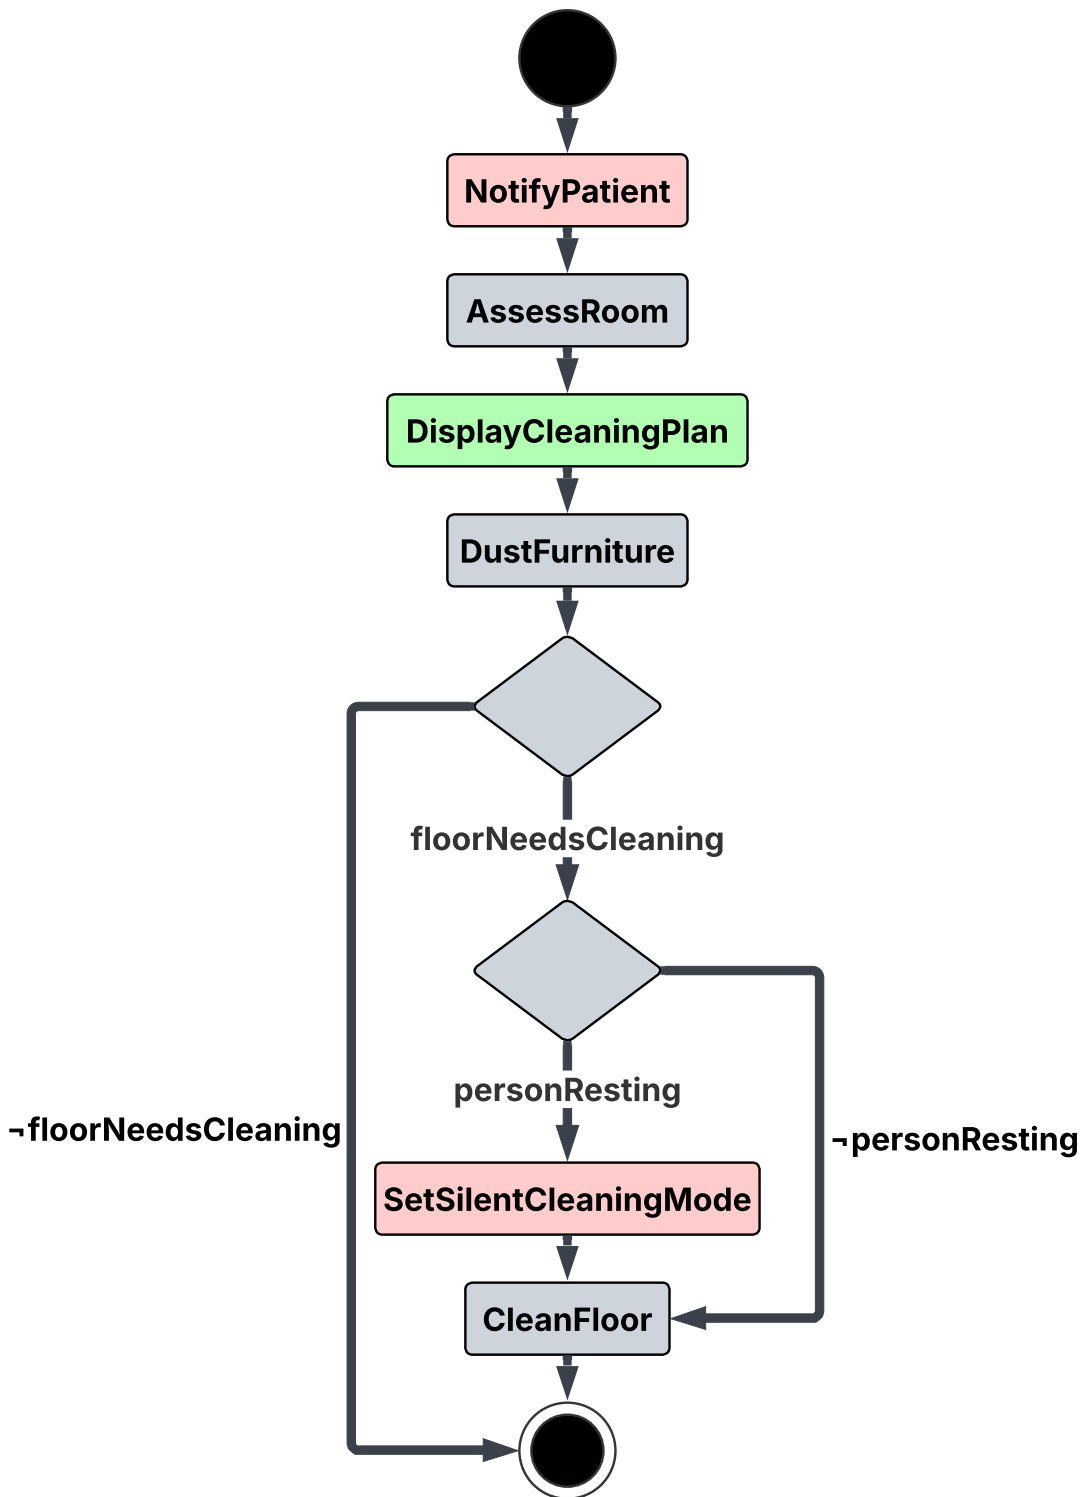 NotifyPatient
AssessRoom
DisplayCleaningPlan
DustFurniture
floorNeedsCleaning
personResting
¬floorNeedsCleaning
¬personResting
SetSilentCleaningMode
CleanFloor